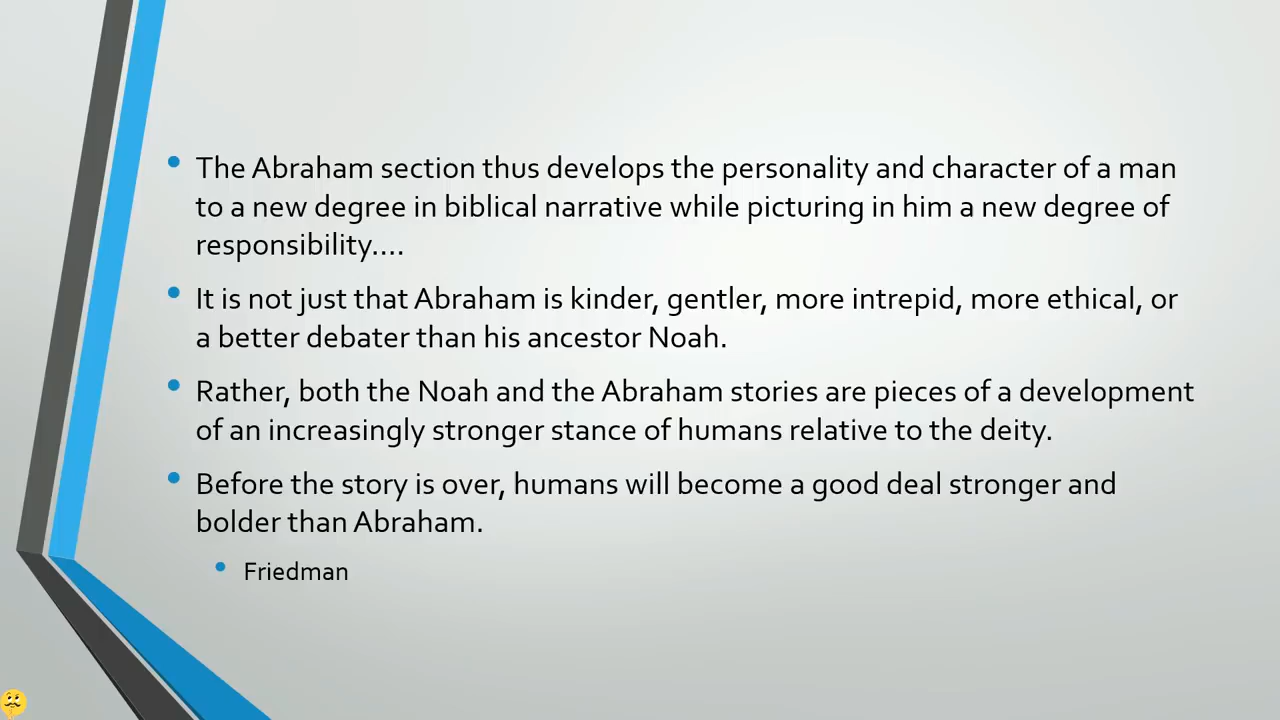 • The Abraham section thus develops the personality and character of a man
to a new degree in biblical narrative while picturing in him a new degree of
responsibility....
• It is not just that Abraham is kinder, gentler, more intrepid, more ethical, or
a better debater than his ancestor Noah.
• Rather, both the Noah and the Abraham stories are pieces of a development
of an increasingly stronger stance of humans relative to the deity.
• Before the story is over, humans will become a good deal stronger and
bolder than Abraham.
• Friedman